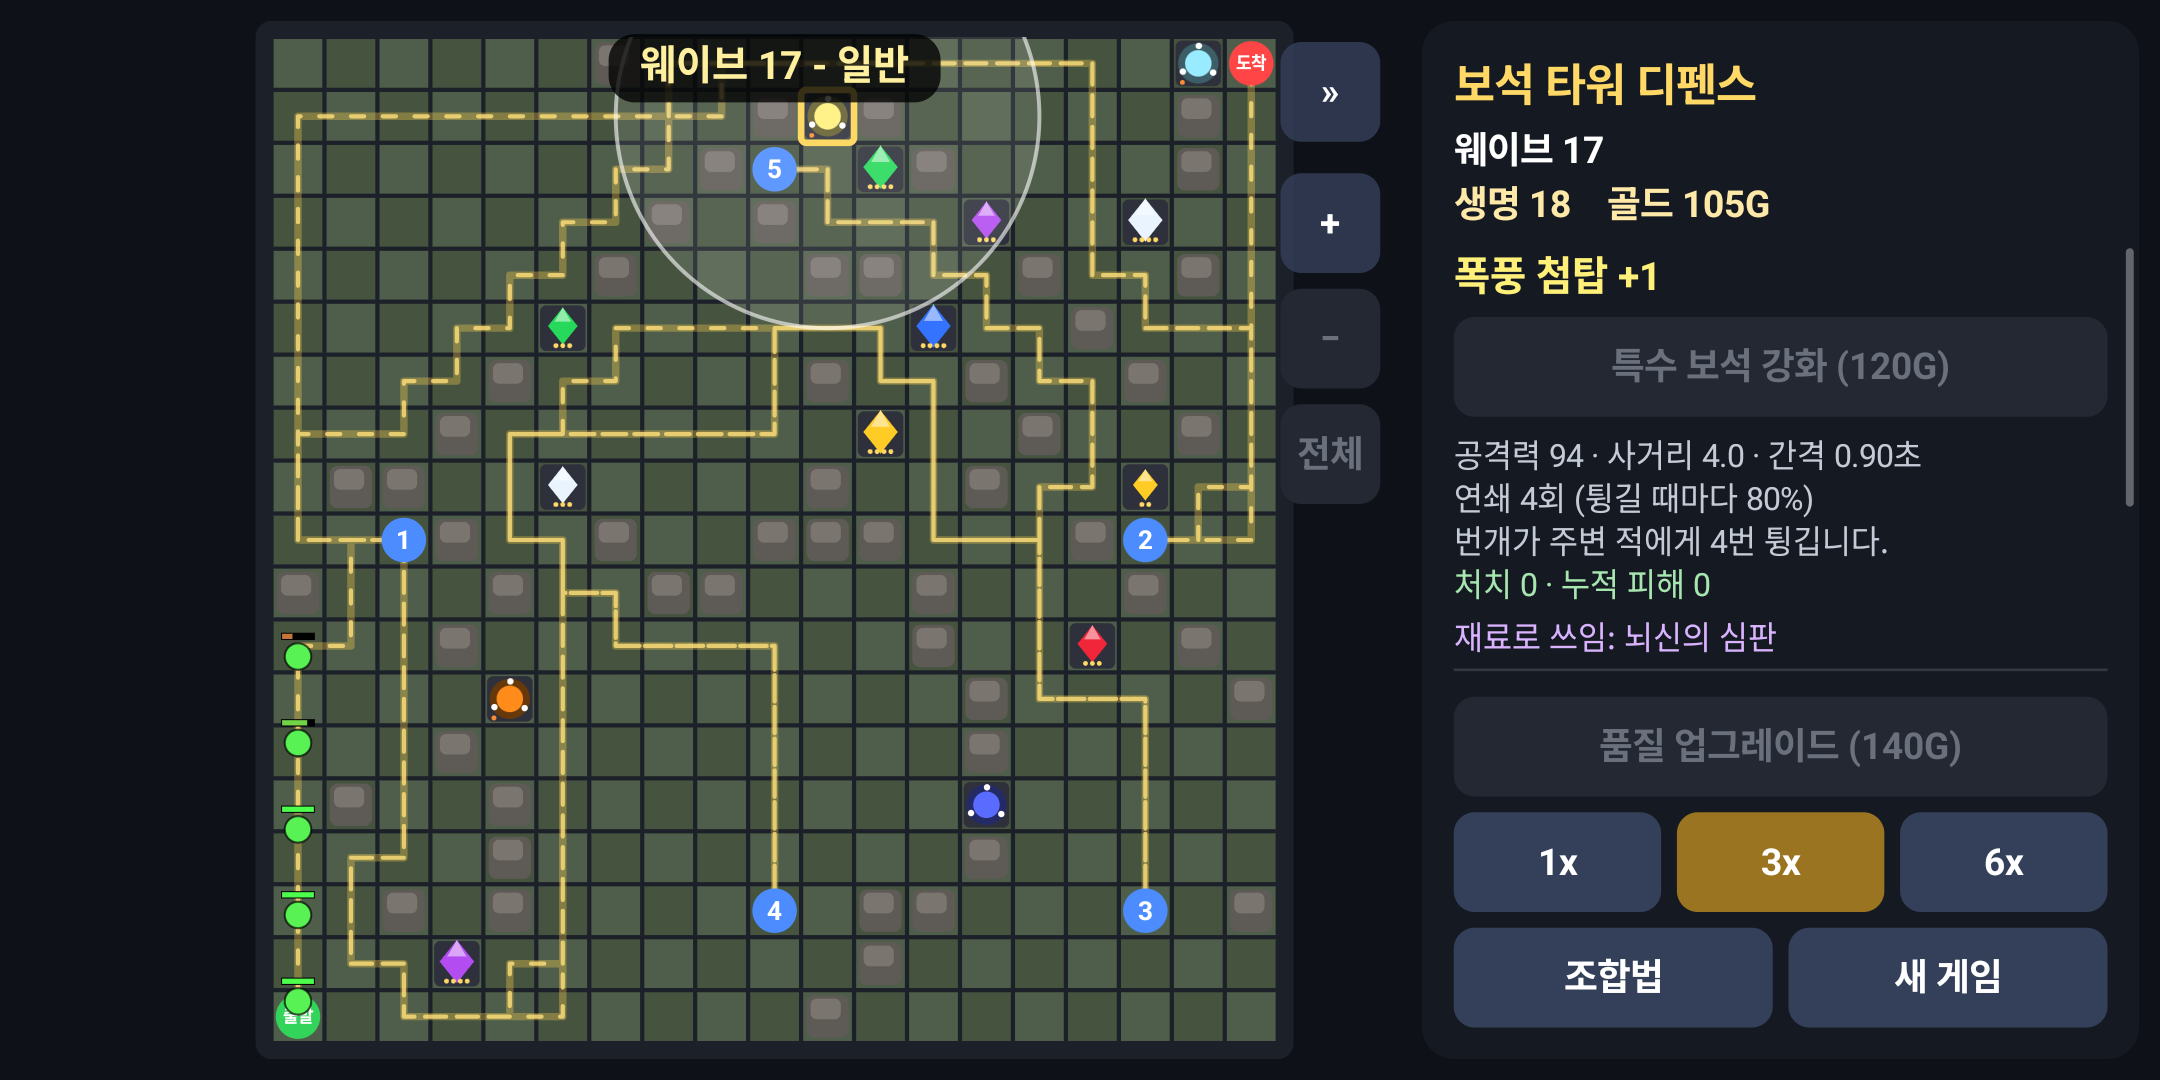 웨이브 17 - 일반
도착
5
1
2
4
3
»
+
−
전체
보석 타워 디펜스
웨이브 17
생명 18 골드 105G
폭풍 첨탑 +1
특수 보석 강화 (120G)
공격력 94 · 사거리 4.0 · 간격 0.90초
연쇄 4회 (튕길 때마다 80%)
번개가 주변 적에게 4번 튕깁니다.
처치 0 · 누적 피해 0
재료로 쓰임: 뇌신의 심판
품질 업그레이드 (140G)
1x 3x 6x
조합법 새 게임